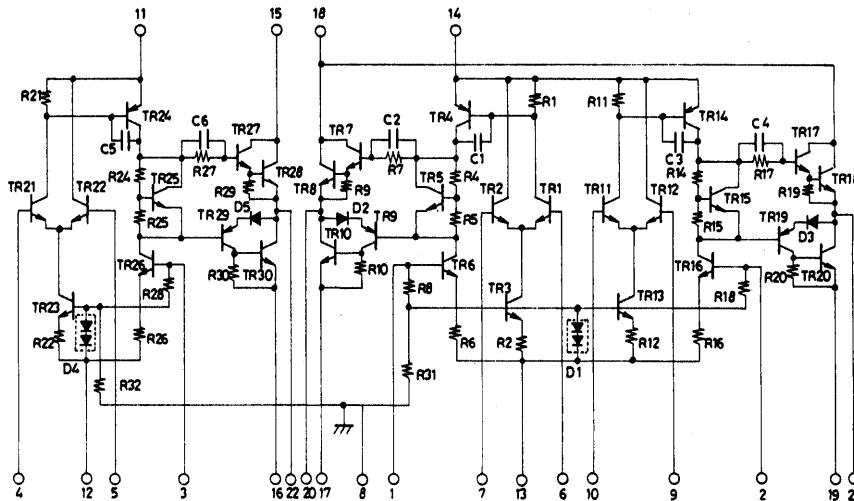 11 15 18 14
R21 TR24 C6 TR27 TR7 C2 TR4 R1 R11 TR14 C4 TR17
C5 R27 TR28 R7 C1 C3 R17
R24 TR25 R29 TR8 R9 TR5 R4 R14 R19 TR18
TR21 TR22 D5 D2 TR2 TR1 TR11 TR12 TR15
R25 TR29 TR10 TR9 R5 R15 TR19 D3
TR26 R30 TR30 R10 TR6 TR16 R20 TR20
R28 R8 R18
TR23 TR3 TR13
R22 R26 R6 R2 R12 R16
D4 R32 R31 D1
4 12 5 3 16 22 20 17 8 1 7 13 6 10 9 2 19